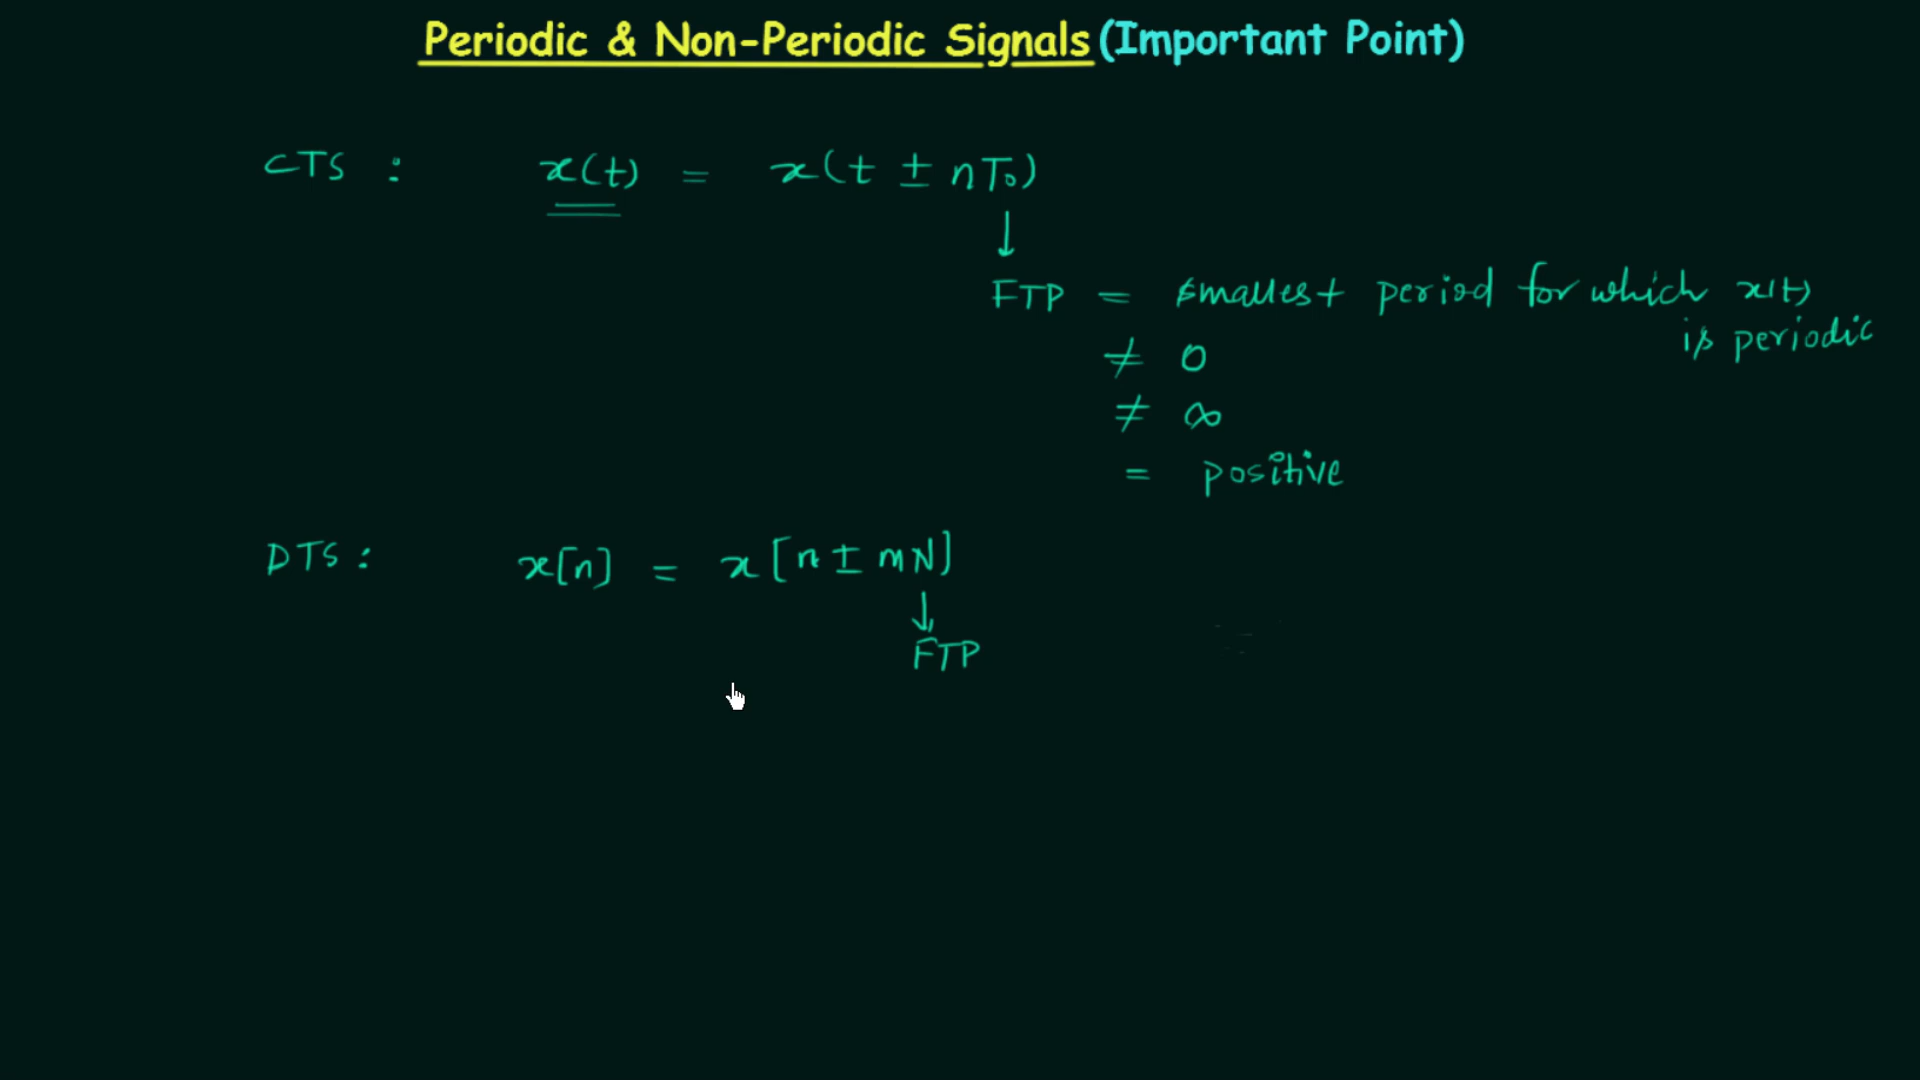 Periodic & Non-Periodic Signals (Important Point)
CTS : x(t) = x(t ± nT₀)
↓
FTP = smallest period for which x(t)
is periodic
≠ 0
≠ ∞
= positive
DTS : x[n] = x[n ± mN]
↓
FTP